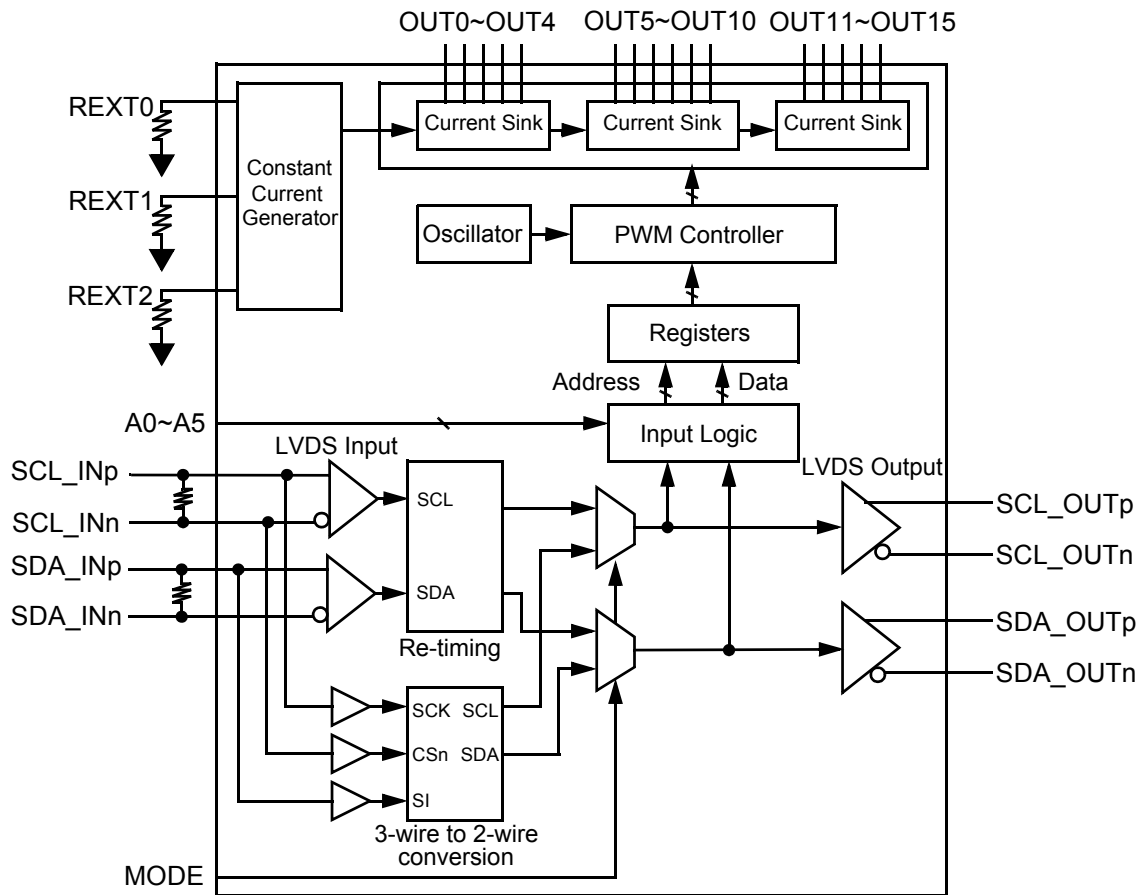 OUT0~OUT4
OUT5~OUT10
OUT11~OUT15
REXT0
REXT1
REXT2
Constant
Current
Generator
Current Sink
Current Sink
Current Sink
Oscillator
PWM Controller
Registers
Address
Data
A0~A5
Input Logic
LVDS Input
LVDS Output
SCL_INp
SCL_INn
SDA_INp
SDA_INn
SCL
SDA
Re-timing
SCL_OUTp
SCL_OUTn
SDA_OUTp
SDA_OUTn
SCK SCL
CSn SDA
SI
3-wire to 2-wire
conversion
MODE